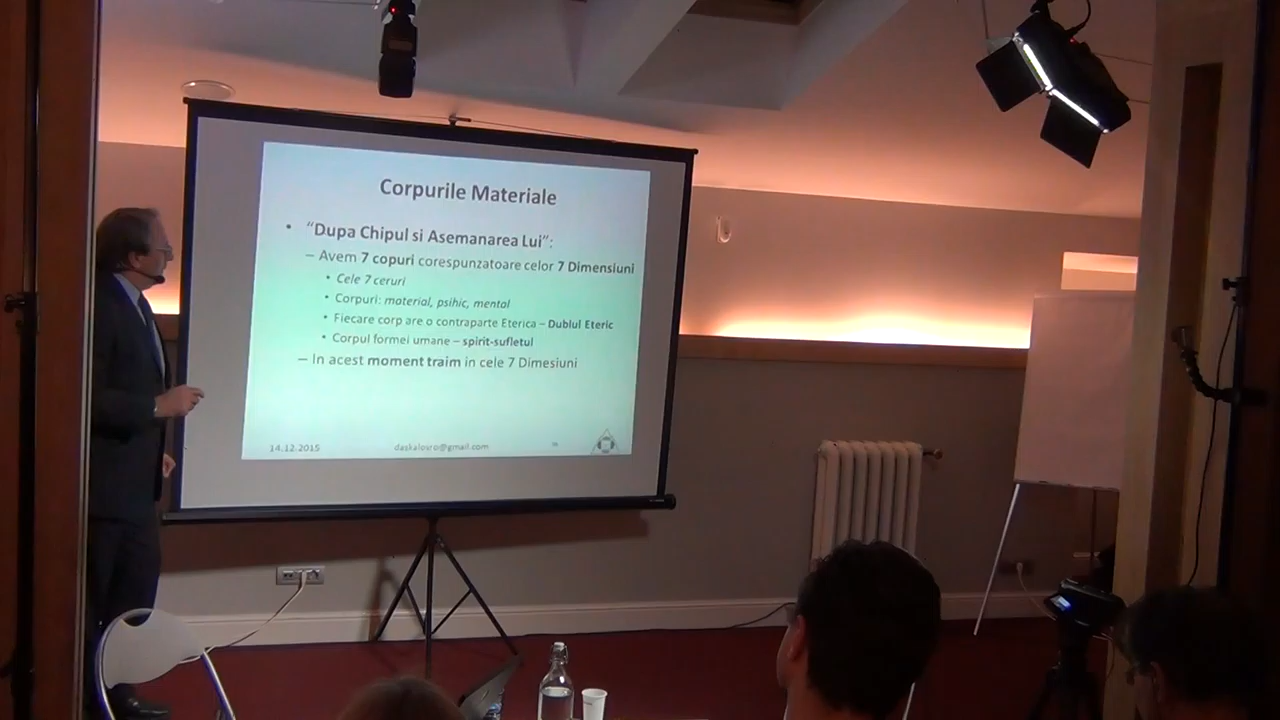 Corpurile Materiale
• "Dupa Chipul si Asemanarea Lui":
– Avem 7 copuri corespunzatoare celor 7 Dimensiuni
• Cele 7 ceruri
• Corpuri: material, psihic, mental
• Fiecare corp are o contraparte Eterica – Dublul Eteric
• Corpul formei umane – spirit-sufletul
– In acest moment traim in cele 7 Dimesiuni
14.12.2015 daskalosro@gmail.com